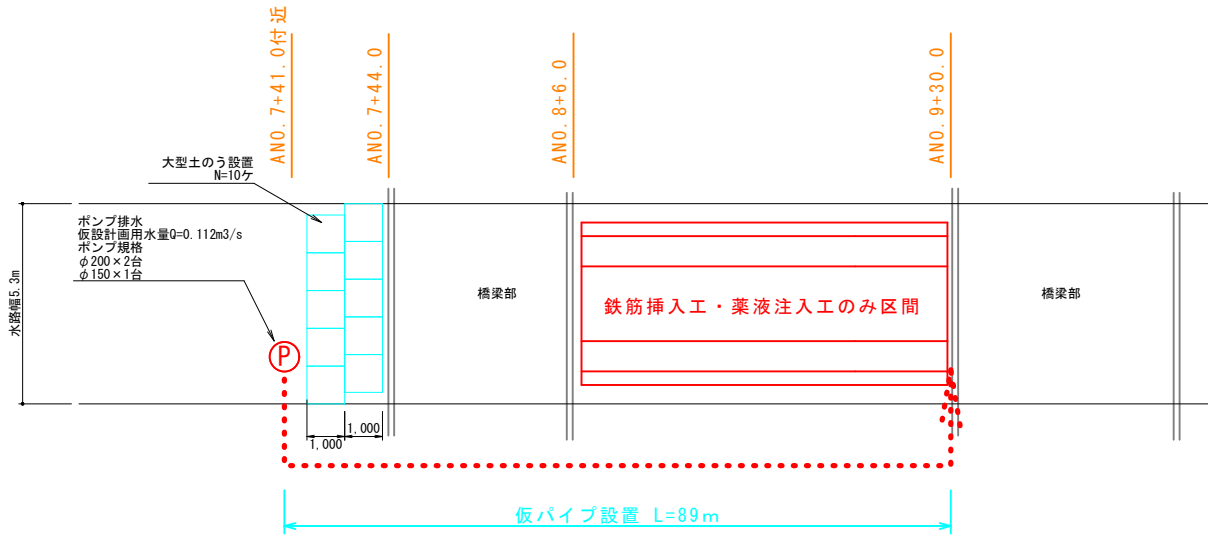 ANO.7+41.0付近
ANO.7+44.0
ANO.8+6.0
ANO.9+30.0
大型土のう設置
N=10ケ
ポンプ排水
仮設計画用水量Q=0.112m3/s
ポンプ規格
φ200×2台
φ150×1台
水路幅5.3m
橋梁部
鉄筋挿入工・薬液注入工のみ区間
橋梁部
P
1,000
1,000
仮パイプ設置 L=89m